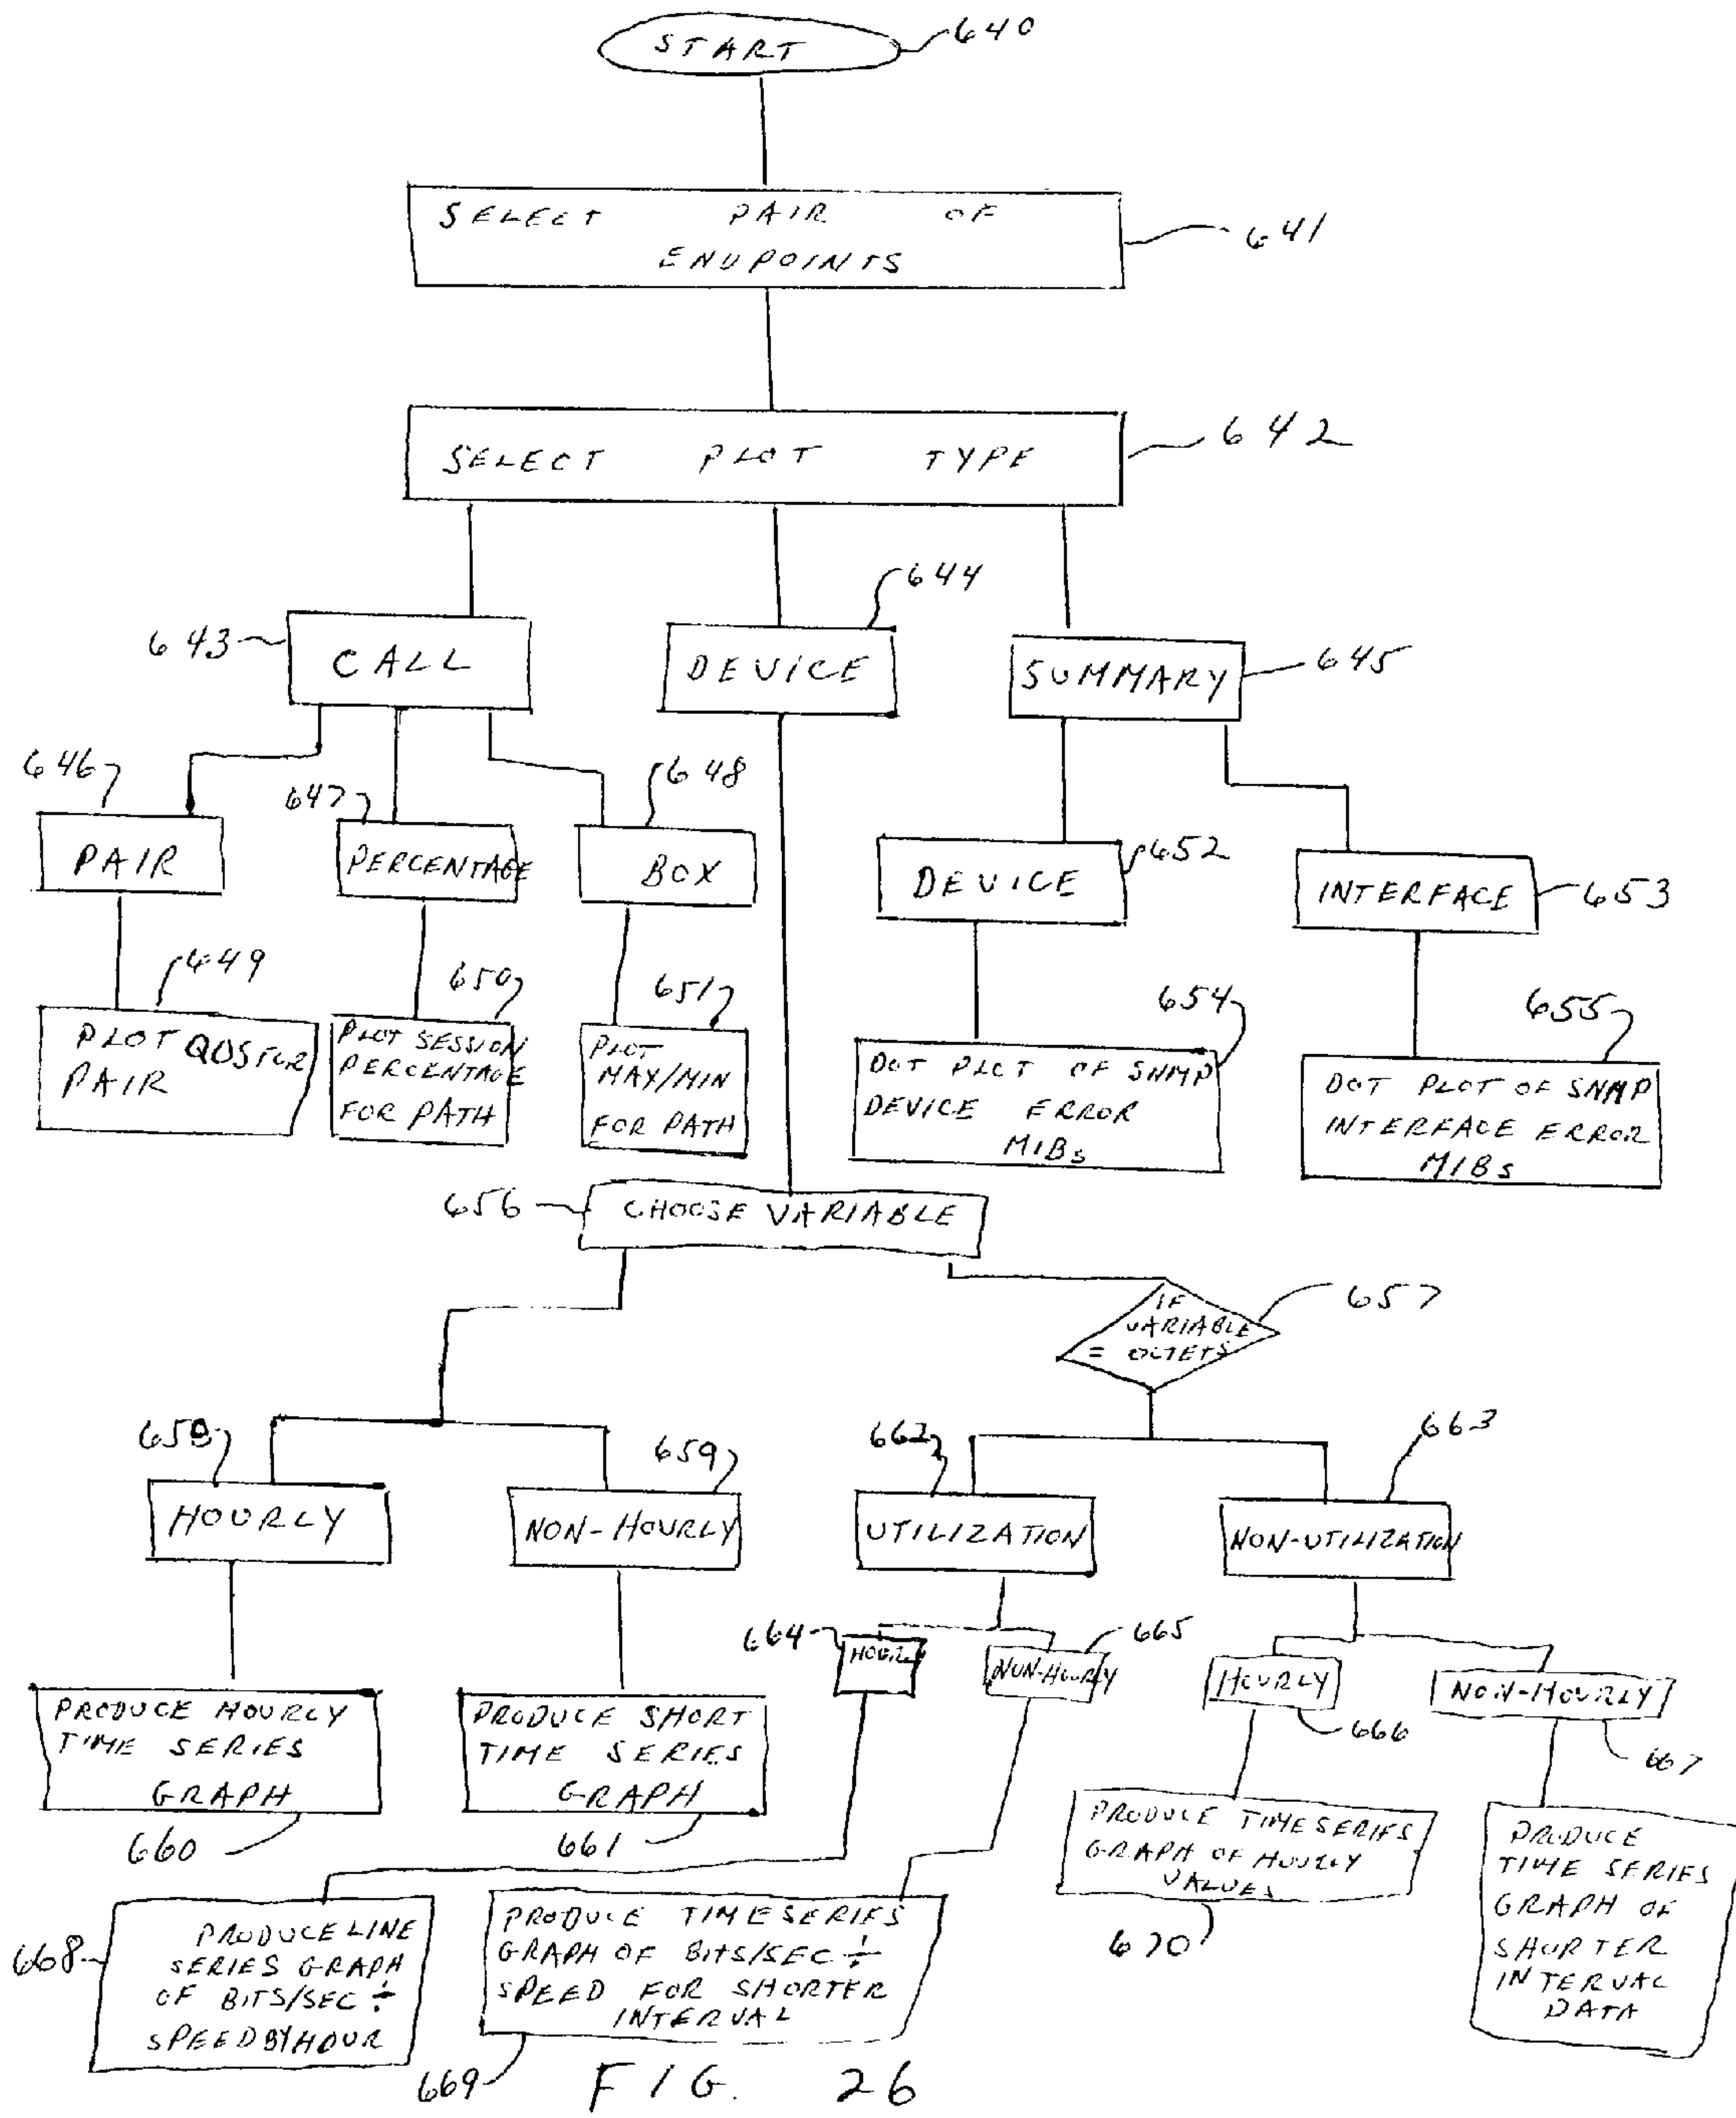 START
640
SELECT PAIR OF
ENDPOINTS
641
SELECT PLOT TYPE
642
643
CALL
644
DEVICE
SUMMARY
645
646
PAIR
647
PERCENTAGE
648
BOX
652
DEVICE
INTERFACE
653
649
PLOT QOS FOR
PAIR
650
PLOT SESSION
PERCENTAGE
FOR PATH
651
PLOT
MAX/MIN
FOR PATH
654
DOT PLOT OF SNMP
DEVICE ERROR
MIBs
655
DOT PLOT OF SNMP
INTERFACE ERROR
MIBs
656
CHOOSE VARIABLE
IF
VARIABLE
= OCTETS
657
658
HOURLY
659
NON-HOURLY
662
UTILIZATION
663
NON-UTILIZATION
664
HOURLY
665
NON-HOURLY
HOURLY
666
NON-HOURLY
667
PRODUCE HOURLY
TIME SERIES
GRAPH
660
PRODUCE SHORT
TIME SERIES
GRAPH
661
PRODUCE TIMESERIES
GRAPH OF HOURLY
VALUES
670
PRODUCE
TIME SERIES
GRAPH OF
SHORTER
INTERVAL
DATA
668
PRODUCE LINE
SERIES GRAPH
OF BITS/SEC ÷
SPEED BY HOUR
PRODUCE TIMESERIES
GRAPH OF BITS/SEC ÷
SPEED FOR SHORTER
INTERVAL
669
FIG. 26